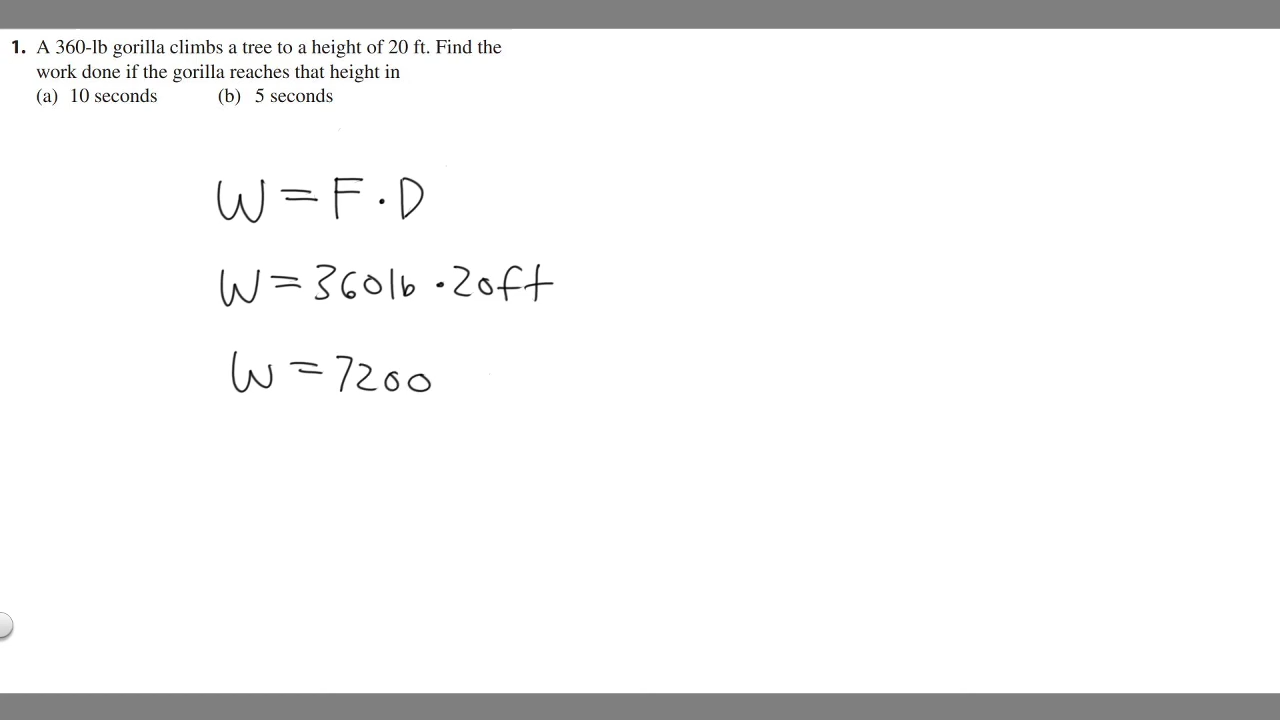 1. A 360-lb gorilla climbs a tree to a height of 20 ft. Find the
work done if the gorilla reaches that height in
(a) 10 seconds (b) 5 seconds
W = F · D
W = 360lb · 20ft
W = 7200